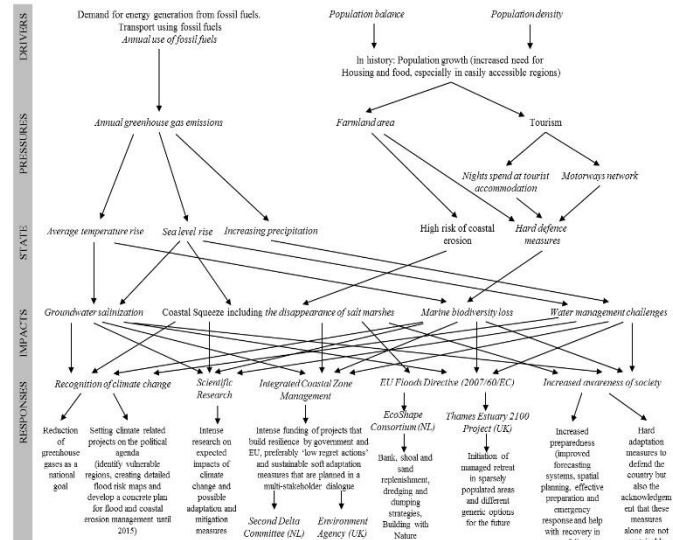 DRIVERS
Demand for energy generation from fossil fuels.
Transport using fossil fuels
Annual use of fossil fuels
Population balance
Population density
In history: Population growth (increased need for
Housing and food, especially in easily accessible regions)
PRESSURES
Annual greenhouse gas emissions
Farmland area
Tourism
Nights spend at tourist
accommodation
Motorways network
STATE
Average temperature rise
Sea level rise
Increasing precipitation
High risk of coastal
erosion
Hard defence
measures
IMPACTS
Groundwater salinization
Coastal Squeeze including the disappearance of salt marshes
Marine biodiversity loss
Water management challenges
RESPONSES
Recognition of climate change
Scientific
Research
Integrated Coastal Zone
Management
EU Floods Directive (2007/60/EC)
Increased awareness of society
Reduction
of
greenhouse
gases as a
national
goal
Setting climate related
projects on the political
agenda
(identify vulnerable
regions, creating detailed
flood risk maps and
develop a concrete plan
for flood and coastal
erosion management until
2015)
Intense
research on
expected
impacts of
climate
change and
possible
adaptation and
mitigation
measures
Intense funding of projects that
build resilience by government and
EU, preferably 'low regret actions'
and sustainable soft adaptation
measures that are planned in a
multi-stakeholder dialogue
Second Delta
Committee (NL)
Environment
Agency (UK)
EcoShape
Consortium (NL)
Bank, shoal and
sand
replenishment,
dredging and
dumping
strategies,
Building with
Nature
Thames Estuary 2100
Project (UK)
Initiation of
managed retreat
in sparsely
populated areas
and different
generic options
for the future
Increased
preparedness
(improved
forecasting
systems, spatial
planning, effective
preparation and
emergency
response and help
with recovery in
Hard
adaptation
measures to
defend the
country but
also the
acknowledgm
ent that these
measures
alone are not